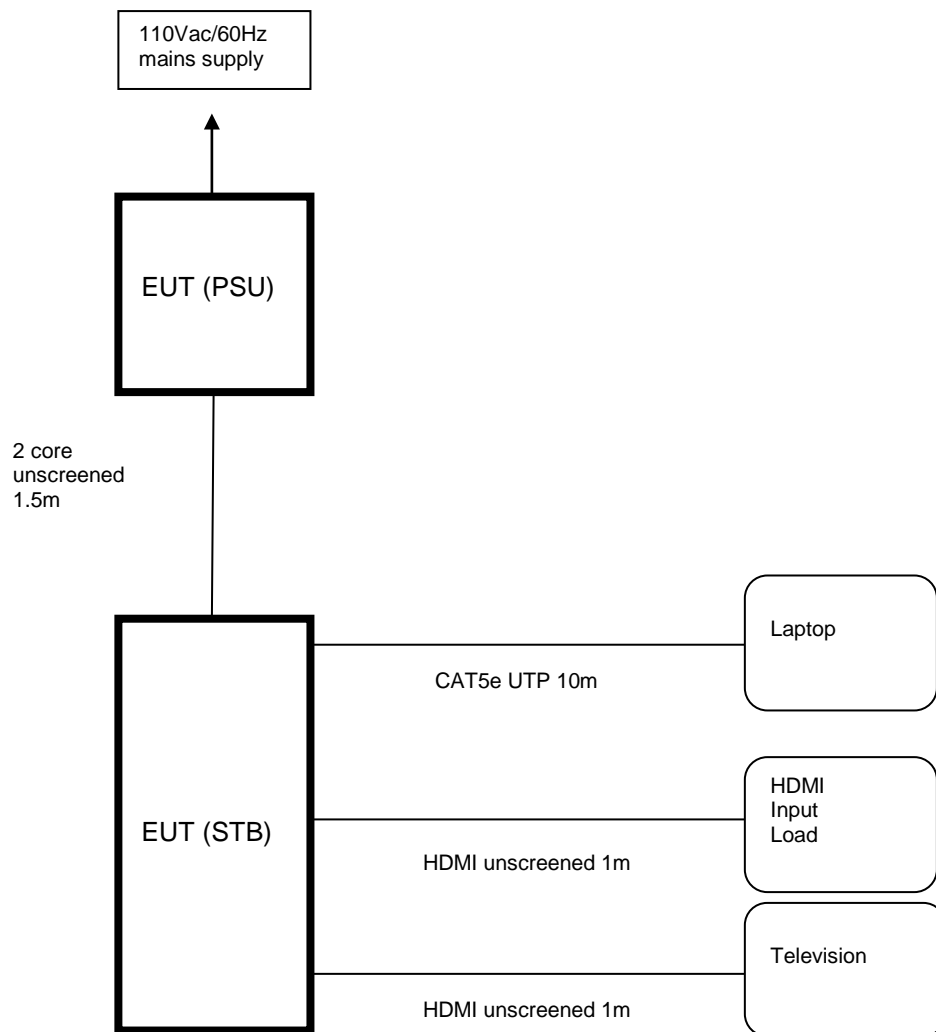 110Vac/60Hz
mains supply
EUT (PSU)
2 core
unscreened
1.5m
Laptop
CAT5e UTP 10m
HDMI
Input
Load
EUT (STB)
HDMI unscreened 1m
Television
HDMI unscreened 1m